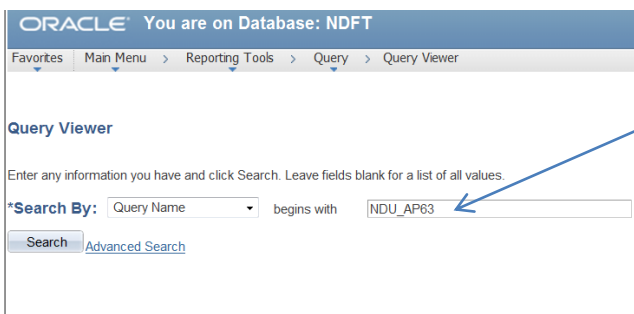 ORACLE® You are on Database: NDFT
Favorites Main Menu > Reporting Tools > Query > Query Viewer
Query Viewer
Enter any information you have and click Search. Leave fields blank for a list of all values.
*Search By: Query Name begins with NDU_AP63
Search Advanced Search